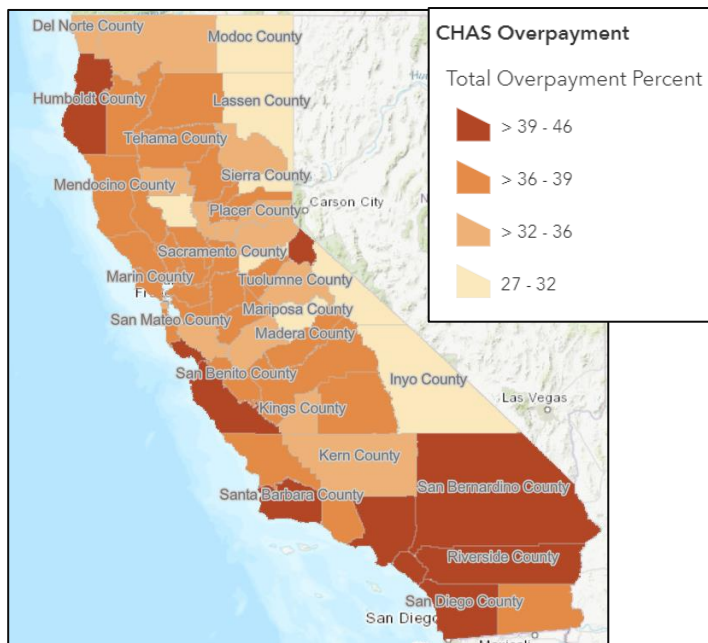 CHAS Overpayment
Total Overpayment Percent
> 39 - 46
> 36 - 39
> 32 - 36
27 - 32
Del Norte County
Modoc County
Humboldt County
Lassen County
Tehama County
Mendocino County
Sierra County
Placer County
Carson City
Sacramento County
Marin County
Tuolumne County
San Mateo County
Mariposa County
Madera County
San Benito County
Inyo County
Las Vegas
Kings County
Kern County
Santa Barbara County
San Bernardino County
Riverside County
San Diego County
San Diego